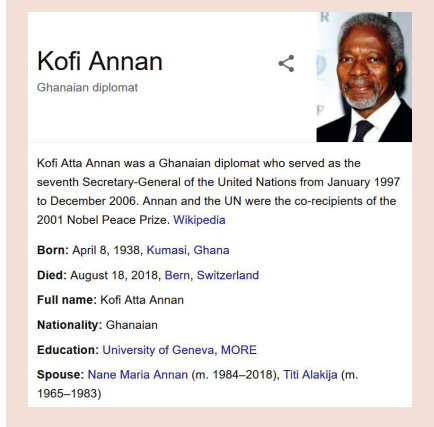 Kofi Annan
Ghanaian diplomat
Kofi Atta Annan was a Ghanaian diplomat who served as the
seventh Secretary-General of the United Nations from January 1997
to December 2006. Annan and the UN were the co-recipients of the
2001 Nobel Peace Prize. Wikipedia
Born: April 8, 1938, Kumasi, Ghana
Died: August 18, 2018, Bern, Switzerland
Full name: Kofi Atta Annan
Nationality: Ghanaian
Education: University of Geneva, MORE
Spouse: Nane Maria Annan (m. 1984–2018), Titi Alakija (m.
1965–1983)